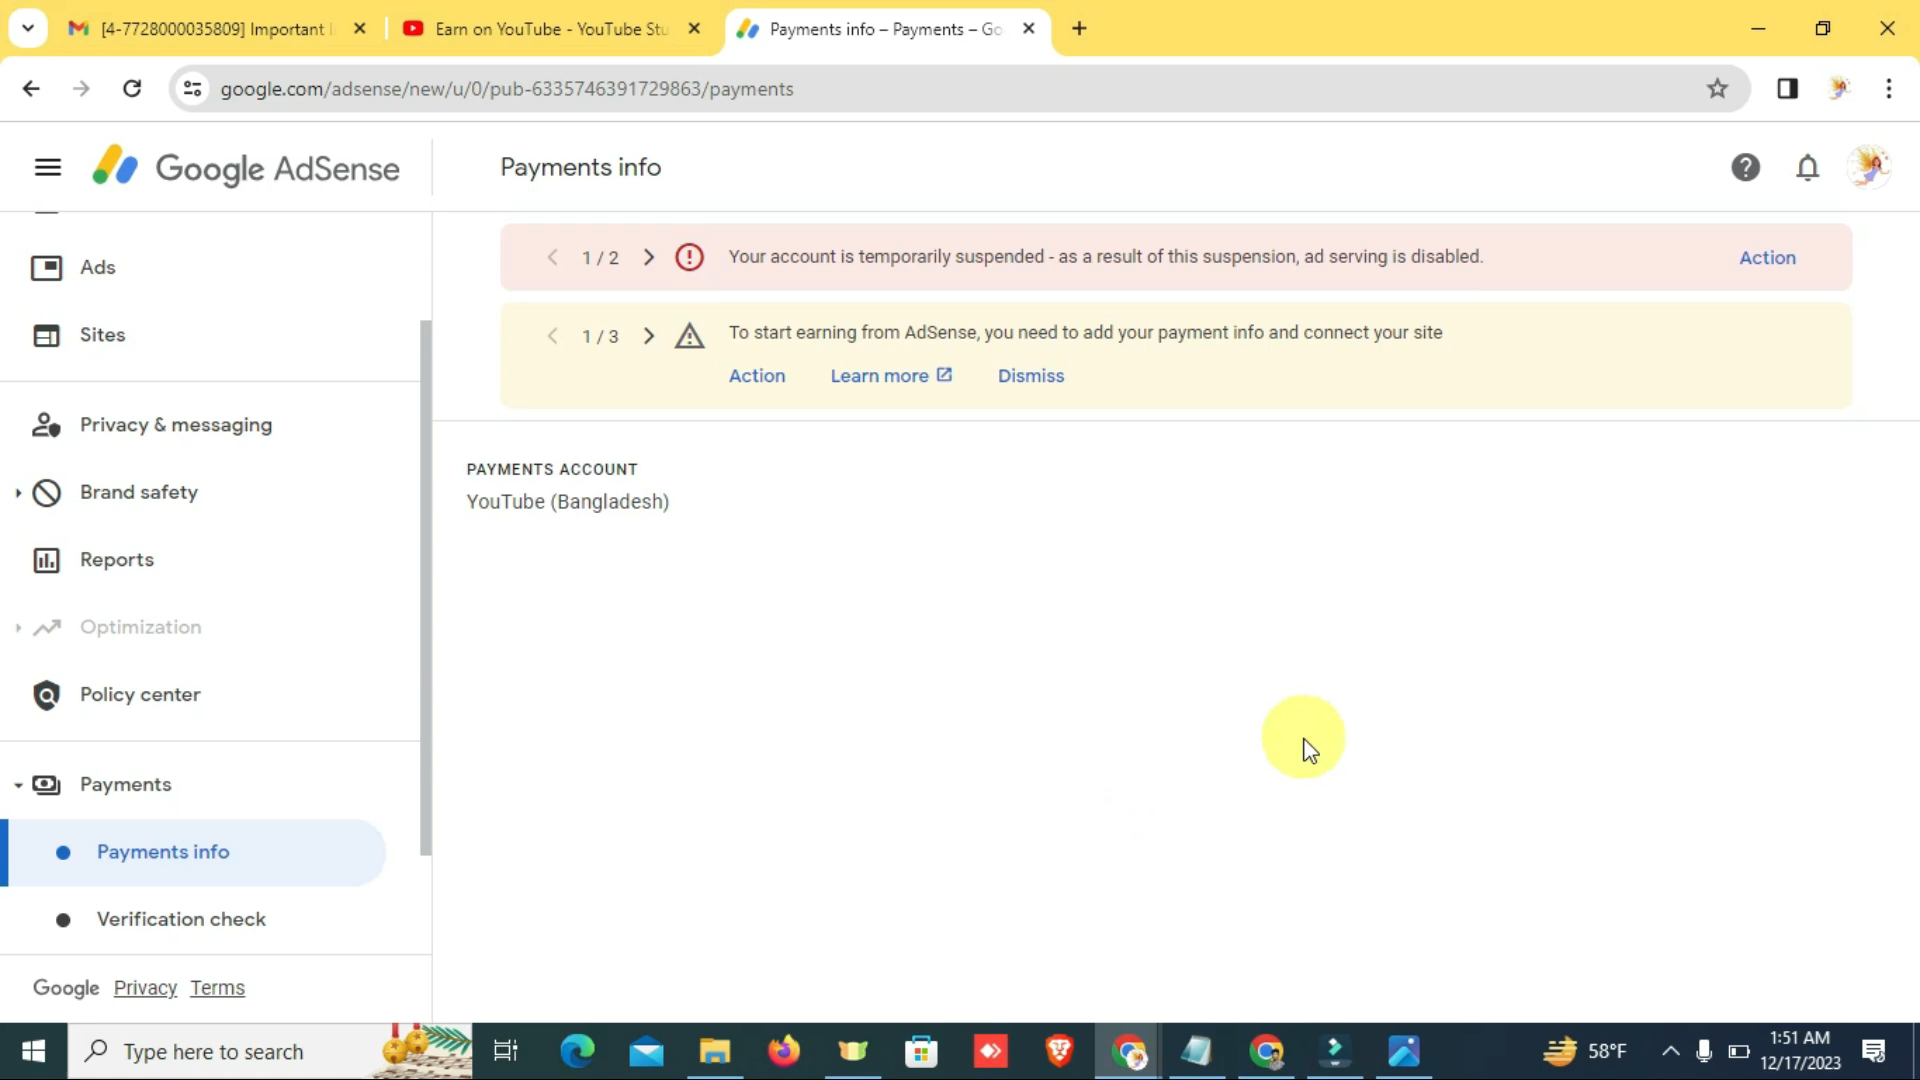 [4-7728000035809] Important
Earn on YouTube - YouTube Stu
Payments info – Payments – Go
google.com/adsense/new/u/0/pub-6335746391729863/payments
Google AdSense
Payments info
Ads
Sites
Privacy & messaging
Brand safety
Reports
Optimization
Policy center
Payments
Payments info
Verification check
Google Privacy Terms
1 / 2
Your account is temporarily suspended - as a result of this suspension, ad serving is disabled.
Action
1 / 3
To start earning from AdSense, you need to add your payment info and connect your site
Action Learn more Dismiss
PAYMENTS ACCOUNT
YouTube (Bangladesh)
Type here to search
58°F
1:51 AM
12/17/2023